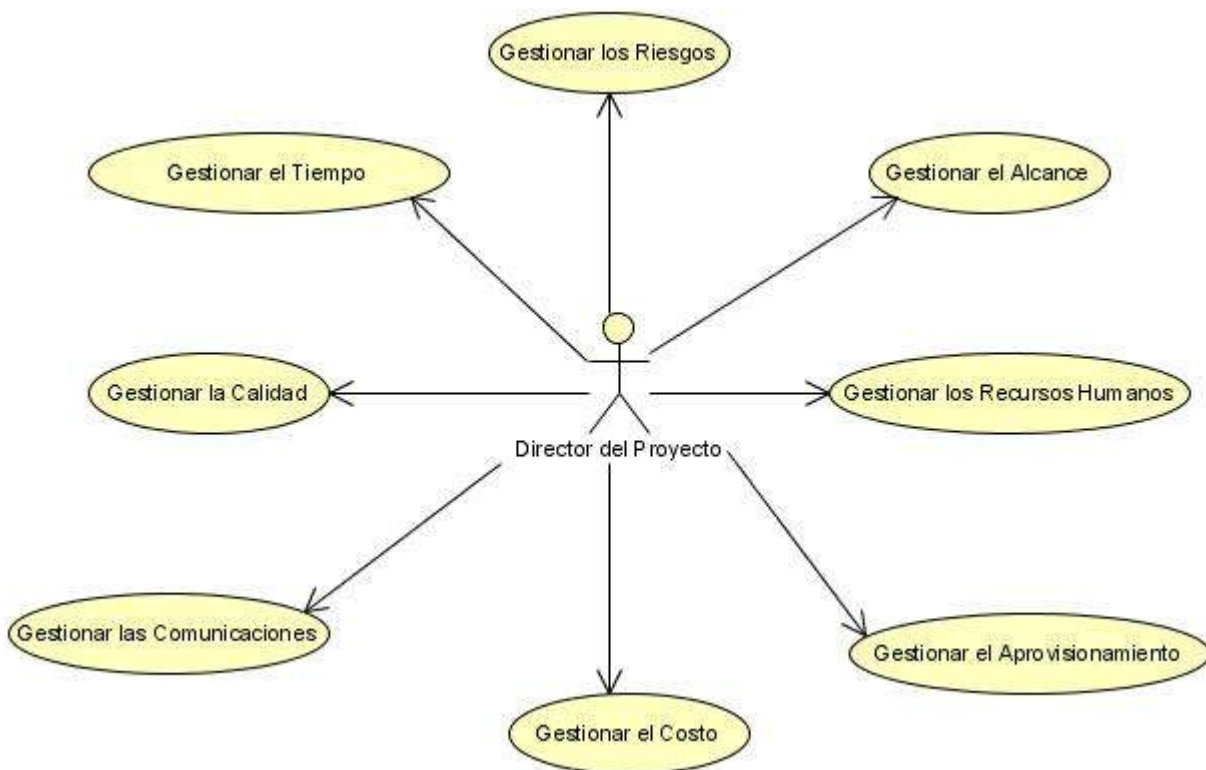 Gestionar los Riesgos
Gestionar el Tiempo
Gestionar el Alcance
Gestionar la Calidad
Gestionar los Recursos Humanos
Director del Proyecto
Gestionar las Comunicaciones
Gestionar el Aprovisionamiento
Gestionar el Costo